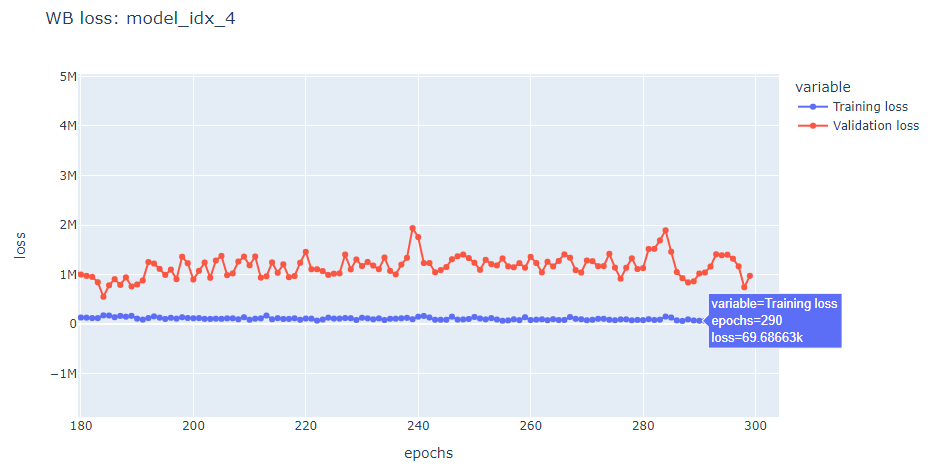 WB loss: model_idx_4
5M
4M
3M
2M
1M
0
−1M
loss
180
200
220
240
260
280
300
epochs
variable
Training loss
Validation loss
variable=Training loss
epochs=290
loss=69.68663k